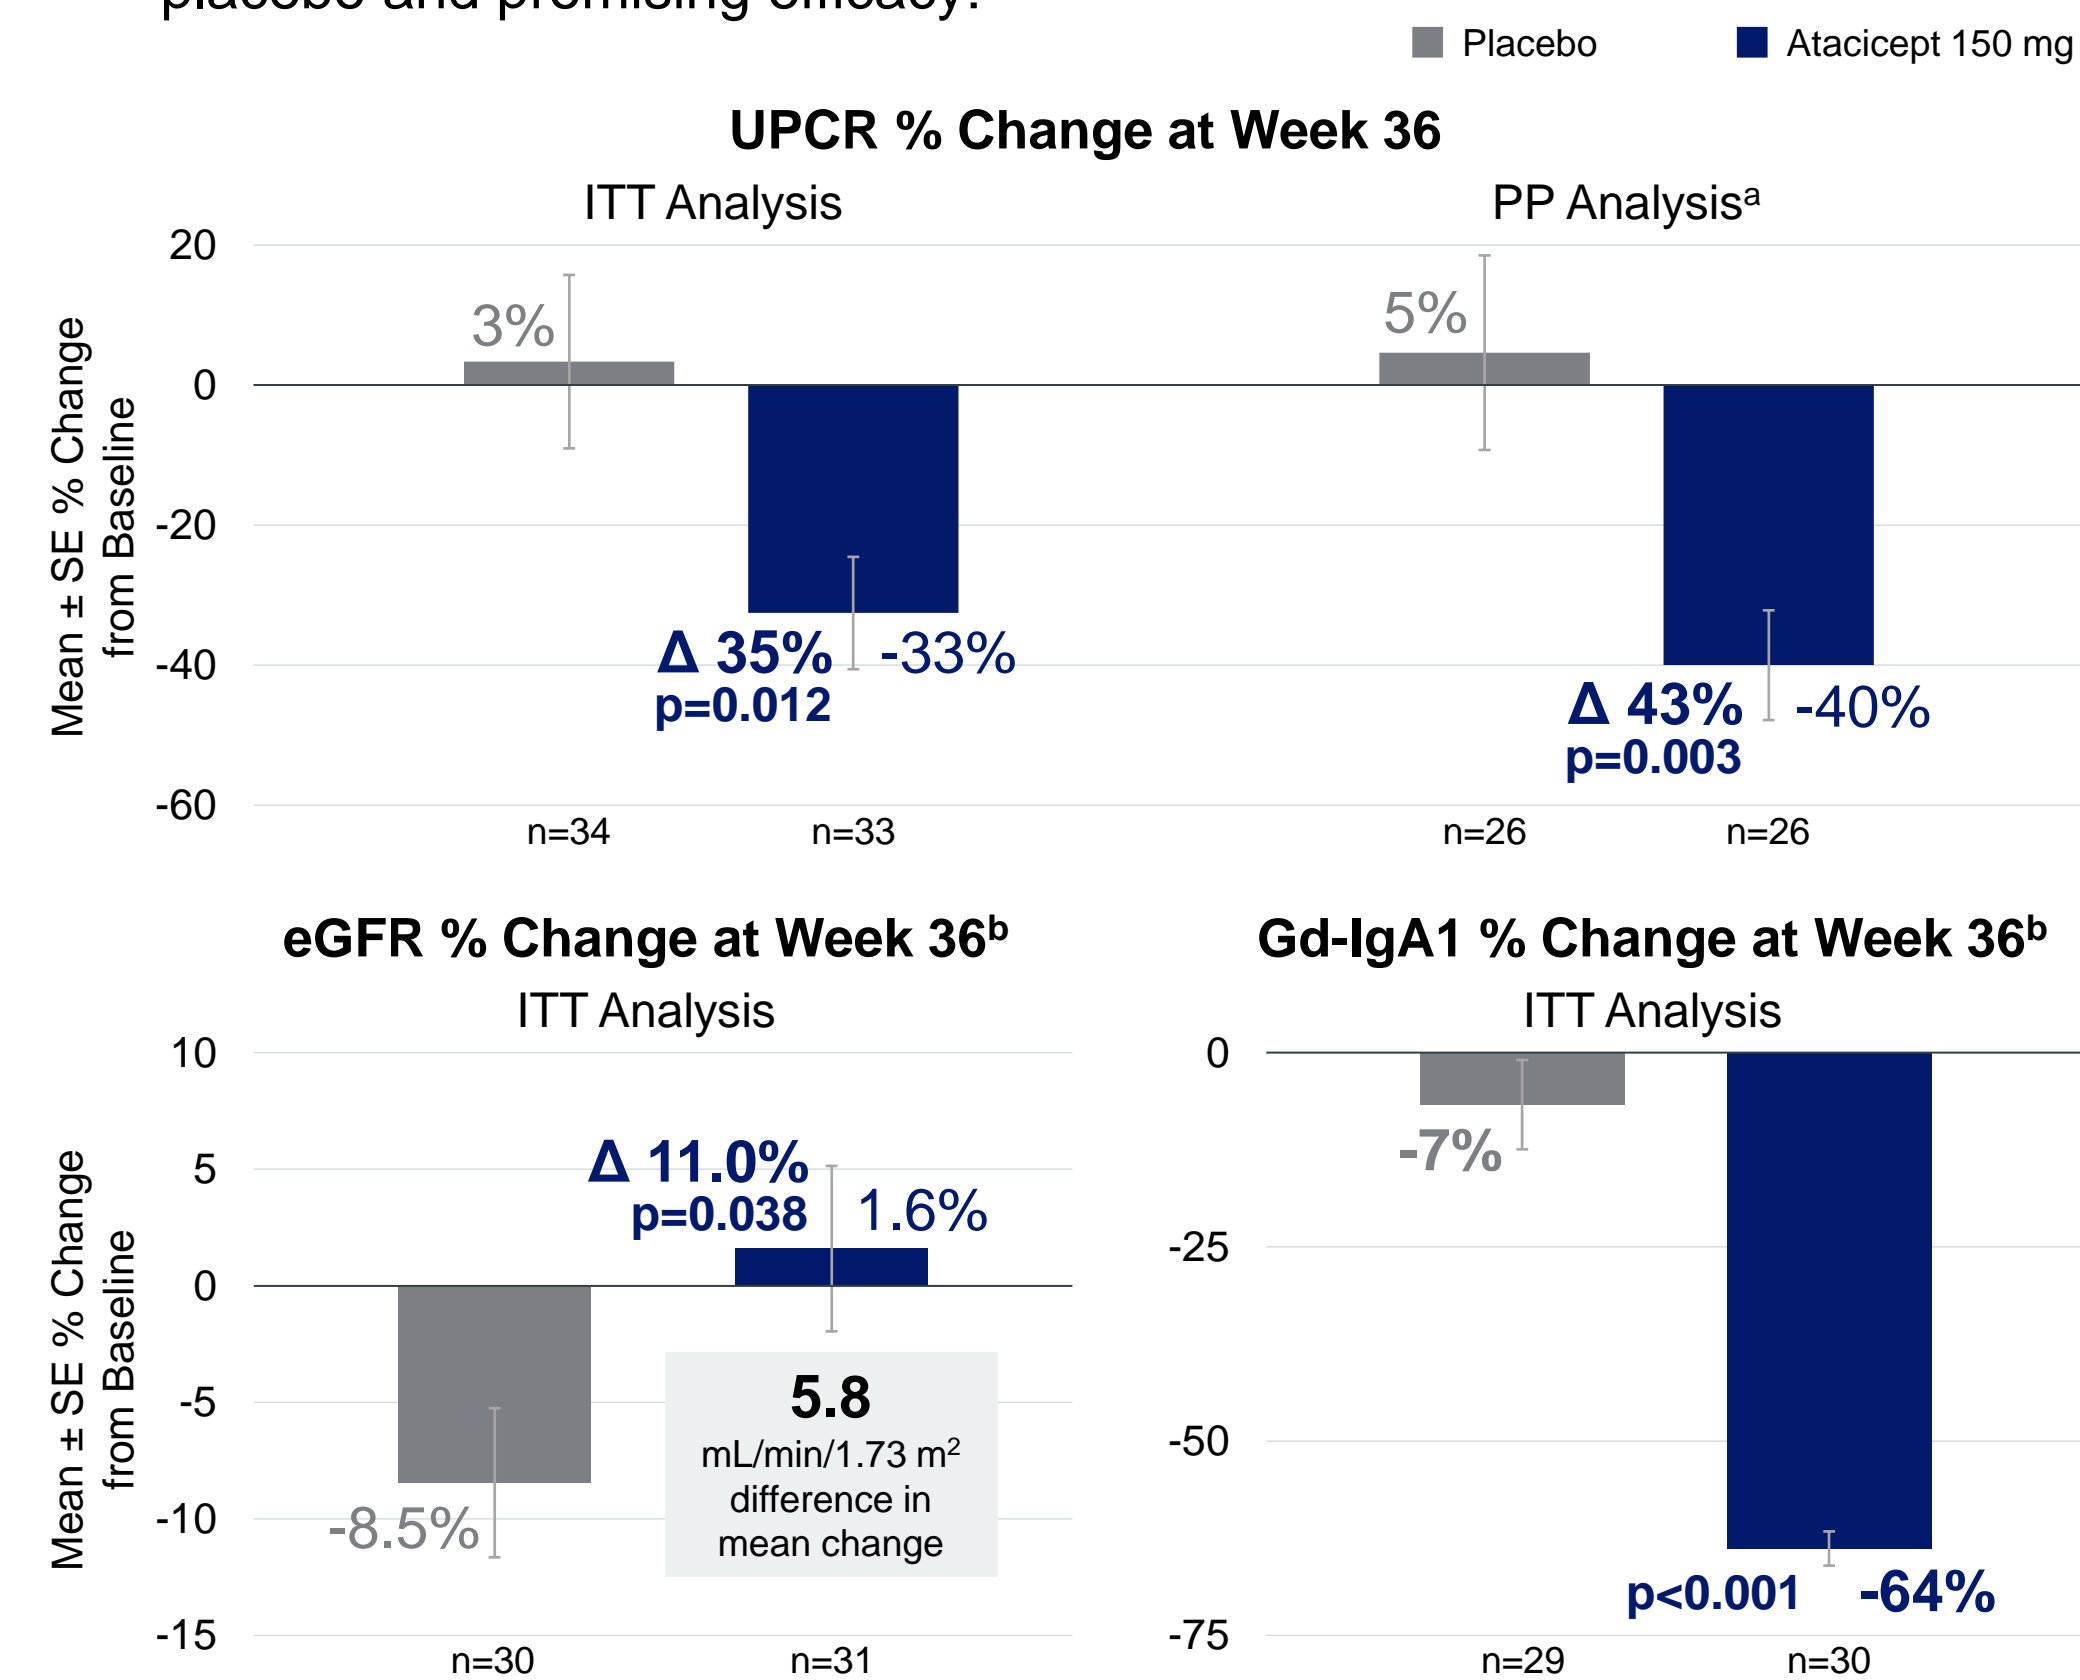 placebo and promising efficacy.
Placebo
Atacicept 150 mg
UPCR % Change at Week 36
ITT Analysis
PP Analysisᵃ
Mean ± SE % Change
from Baseline
20
0
-20
-40
-60
3%
Δ 35%
-33%
p=0.012
5%
Δ 43%
-40%
p=0.003
n=34
n=33
n=26
n=26
eGFR % Change at Week 36ᵇ
ITT Analysis
Mean ± SE % Change
from Baseline
10
5
0
-5
-10
-15
Δ 11.0%
p=0.038
1.6%
-8.5%
5.8
mL/min/1.73 m²
difference in
mean change
n=30
n=31
Gd-IgA1 % Change at Week 36ᵇ
ITT Analysis
0
-25
-50
-75
-7%
p<0.001
-64%
n=29
n=30